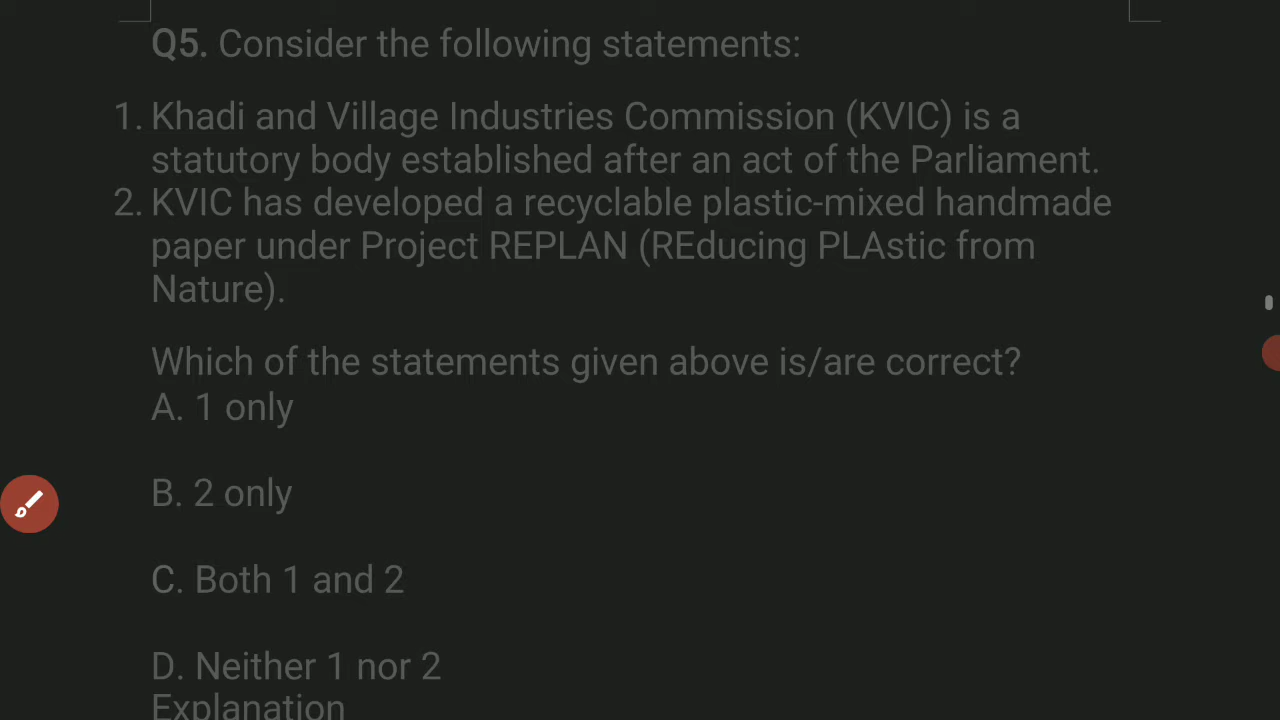 Q5. Consider the following statements:
1. Khadi and Village Industries Commission (KVIC) is a
statutory body established after an act of the Parliament.
2. KVIC has developed a recyclable plastic-mixed handmade
paper under Project REPLAN (REducing PLAstic from
Nature).
Which of the statements given above is/are correct?
A. 1 only
B. 2 only
C. Both 1 and 2
D. Neither 1 nor 2
Explanation